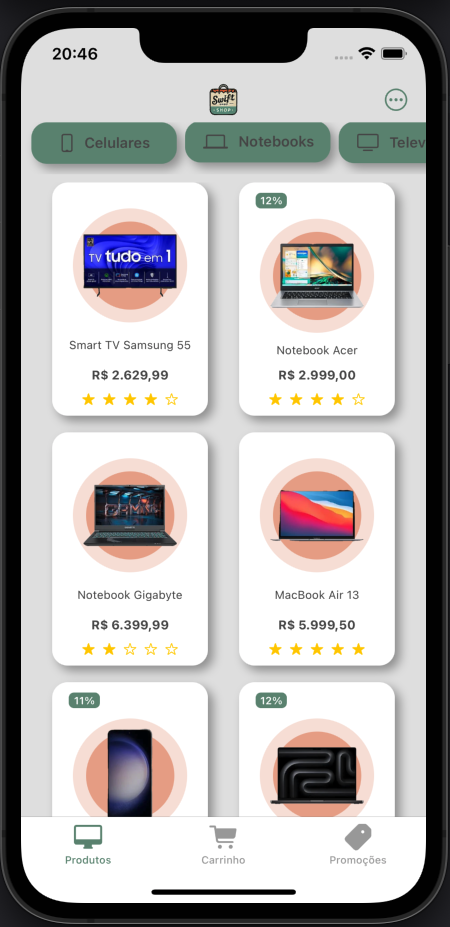 20:46
Swift
SHOP
Celulares
Notebooks
Telev
TV tudo em 1
Smart TV Samsung 55
R$ 2.629,99
12%
Notebook Acer
R$ 2.999,00
Notebook Gigabyte
R$ 6.399,99
MacBook Air 13
R$ 5.999,50
11%
12%
Produtos
Carrinho
Promoções